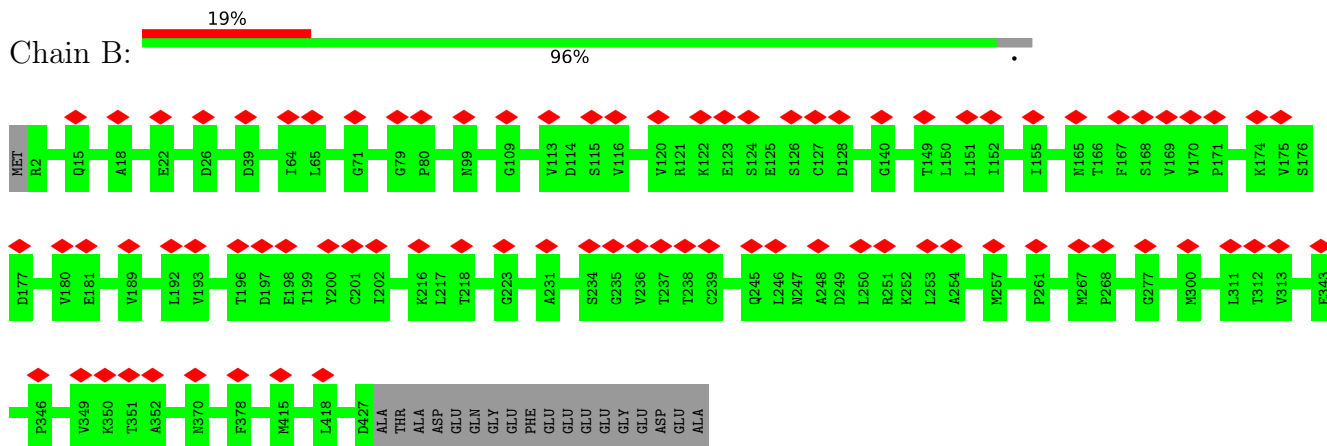 19%
Chain B:
96%
.
MET R2 Q15 A18 E22 D26 D39 I64 L65 G71 G79 P80 N99 G109 V113 D114 S115 V116 V120 R121 K122 E123 S124 E125 S126 C127 D128 G140 T149 L150 L151 I152 I155 N165 T166 F167 S168 V169 V170 P171 K174 V175 S176
D177 V180 E181 V189 L192 V193 T196 D197 E198 T199 Y200 C201 I202 K216 L217 T218 G223 A231 S234 G235 V236 T237 T238 C239 Q245 L246 N247 A248 D249 L250 R251 K252 L253 A254 M257 P261 M267 P268 G277 M300 L311 T312 V313 F343
P346 V349 K350 T351 A352 N370 F378 M415 L418 D427 ALA THR ALA ASP GLU GLN GLY GLU PHE GLU GLU GLU GLU GLY GLU ASP GLU ALA